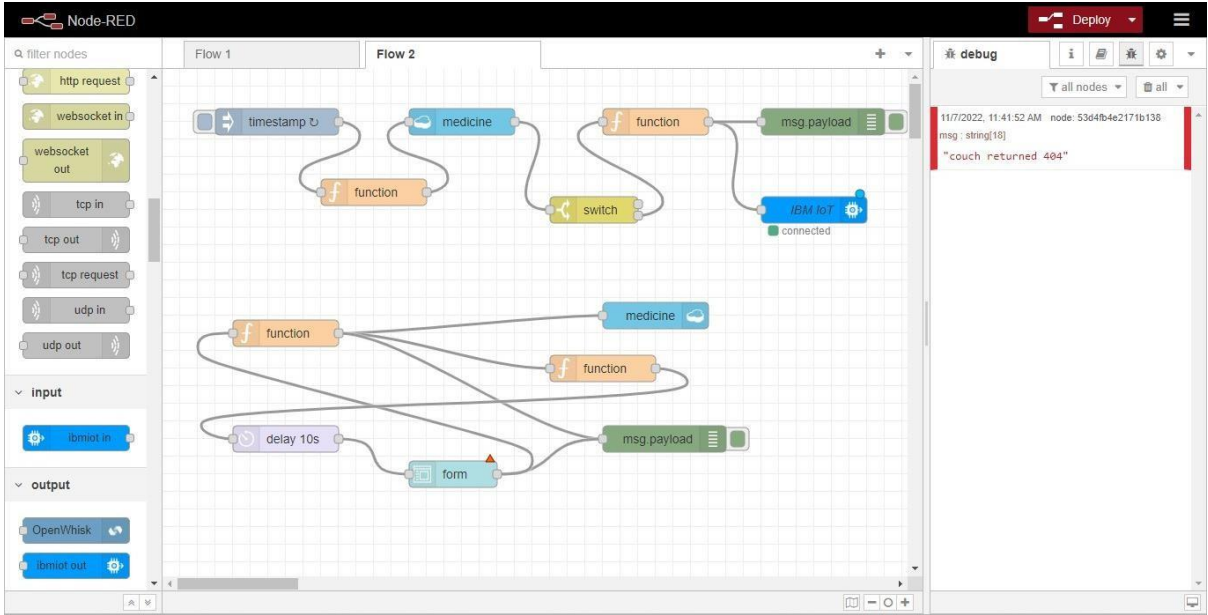 Node-RED
Deploy
filter nodes
http request
websocket in
websocket
out
tcp in
tcp out
tcp request
udp in
udp out
input
ibmiot in
output
OpenWhisk
ibmiot out
Flow 1
Flow 2
timestamp ↻
function
medicine
switch
function
msg.payload
IBM IoT
connected
function
medicine
function
delay 10s
form
msg.payload
debug
i
all nodes
all
11/7/2022, 11:41:52 AM node: 53d4fb4e2171b138
msg : string[18]
"couch returned 404"